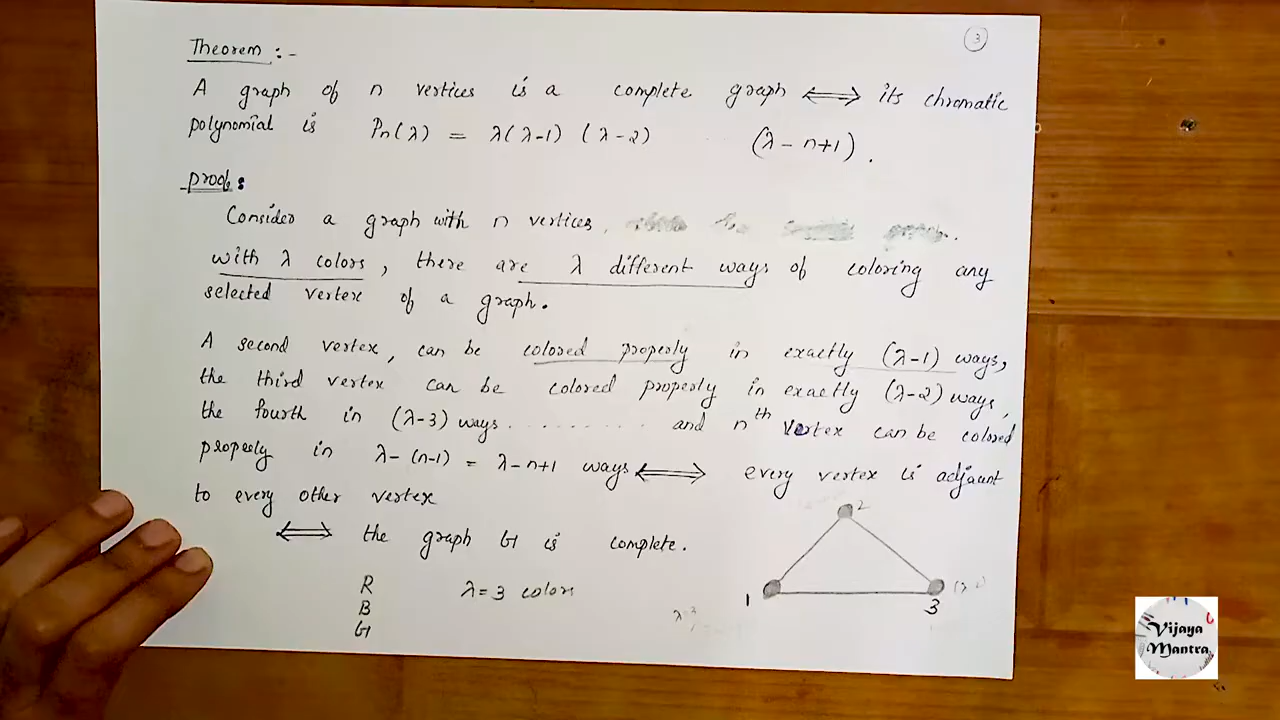 3
Theorem :-
A graph of n vertices is a complete graph ⟺ its chromatic
polynomial is Pn(λ) = λ(λ-1) (λ-2) (λ-n+1).
proof:
Consider a graph with n vertices,
with λ colors, there are λ different ways of coloring any
selected vertex of a graph.
A second vertex, can be colored properly in exactly (λ-1) ways,
the third vertex can be colored properly in exactly (λ-2) ways,
the fourth in (λ-3) ways ......... and nth vertex can be colored
properly in λ-(n-1) = λ-n+1 ways ⟺ every vertex is adjaunt
to every other vertex
⟺ the graph G is complete.
2
R λ=3 colors
B
G
1 3
Vijaya
Mantra